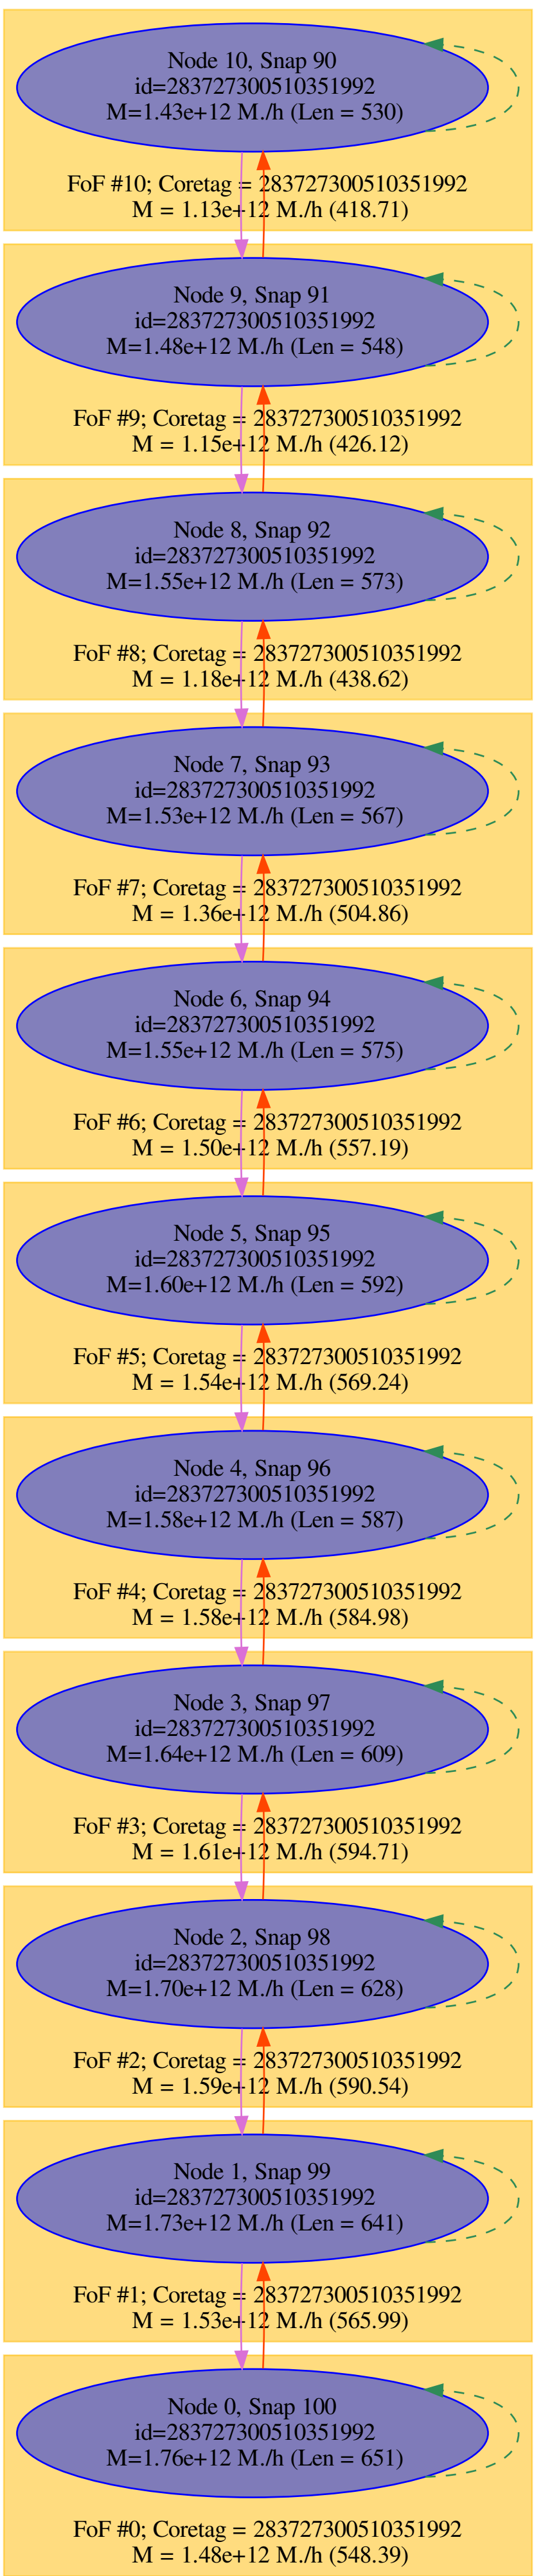 Node 10, Snap 90
id=283727300510351992
M=1.43e+12 M./h (Len = 530)
FoF #10; Coretag = 283727300510351992
M = 1.13e+12 M./h (418.71)
Node 9, Snap 91
id=283727300510351992
M=1.48e+12 M./h (Len = 548)
FoF #9; Coretag = 283727300510351992
M = 1.15e+12 M./h (426.12)
Node 8, Snap 92
id=283727300510351992
M=1.55e+12 M./h (Len = 573)
FoF #8; Coretag = 283727300510351992
M = 1.18e+12 M./h (438.62)
Node 7, Snap 93
id=283727300510351992
M=1.53e+12 M./h (Len = 567)
FoF #7; Coretag = 283727300510351992
M = 1.36e+12 M./h (504.86)
Node 6, Snap 94
id=283727300510351992
M=1.55e+12 M./h (Len = 575)
FoF #6; Coretag = 283727300510351992
M = 1.50e+12 M./h (557.19)
Node 5, Snap 95
id=283727300510351992
M=1.60e+12 M./h (Len = 592)
FoF #5; Coretag = 283727300510351992
M = 1.54e+12 M./h (569.24)
Node 4, Snap 96
id=283727300510351992
M=1.58e+12 M./h (Len = 587)
FoF #4; Coretag = 283727300510351992
M = 1.58e+12 M./h (584.98)
Node 3, Snap 97
id=283727300510351992
M=1.64e+12 M./h (Len = 609)
FoF #3; Coretag = 283727300510351992
M = 1.61e+12 M./h (594.71)
Node 2, Snap 98
id=283727300510351992
M=1.70e+12 M./h (Len = 628)
FoF #2; Coretag = 283727300510351992
M = 1.59e+12 M./h (590.54)
Node 1, Snap 99
id=283727300510351992
M=1.73e+12 M./h (Len = 641)
FoF #1; Coretag = 283727300510351992
M = 1.53e+12 M./h (565.99)
Node 0, Snap 100
id=283727300510351992
M=1.76e+12 M./h (Len = 651)
FoF #0; Coretag = 283727300510351992
M = 1.48e+12 M./h (548.39)